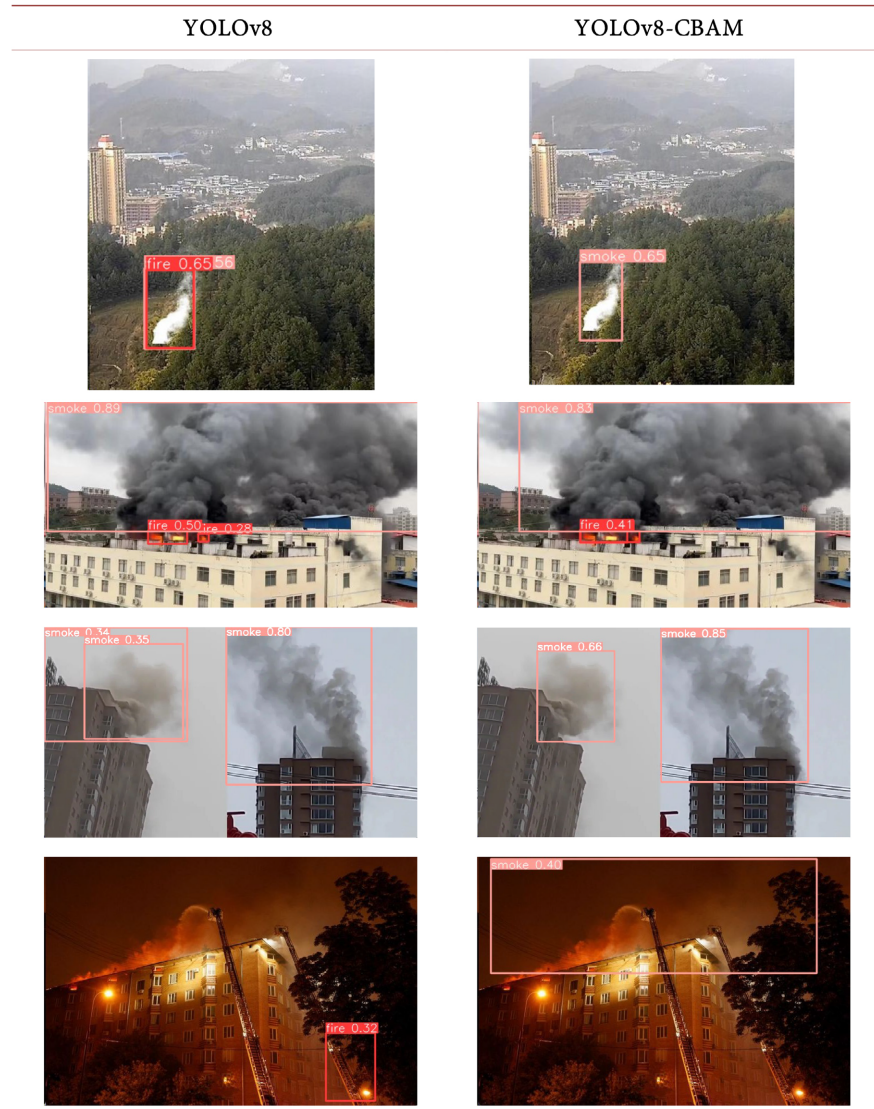 YOLOv8
YOLOv8-CBAM
fire 0.65 56
smoke 0.65
smoke 0.89
fire 0.50 ire 0.28
smoke 0.83
fire 0.41
smoke 0.34
smoke 0.35
smoke 0.80
smoke 0.66
smoke 0.85
fire 0.32
smoke 0.40